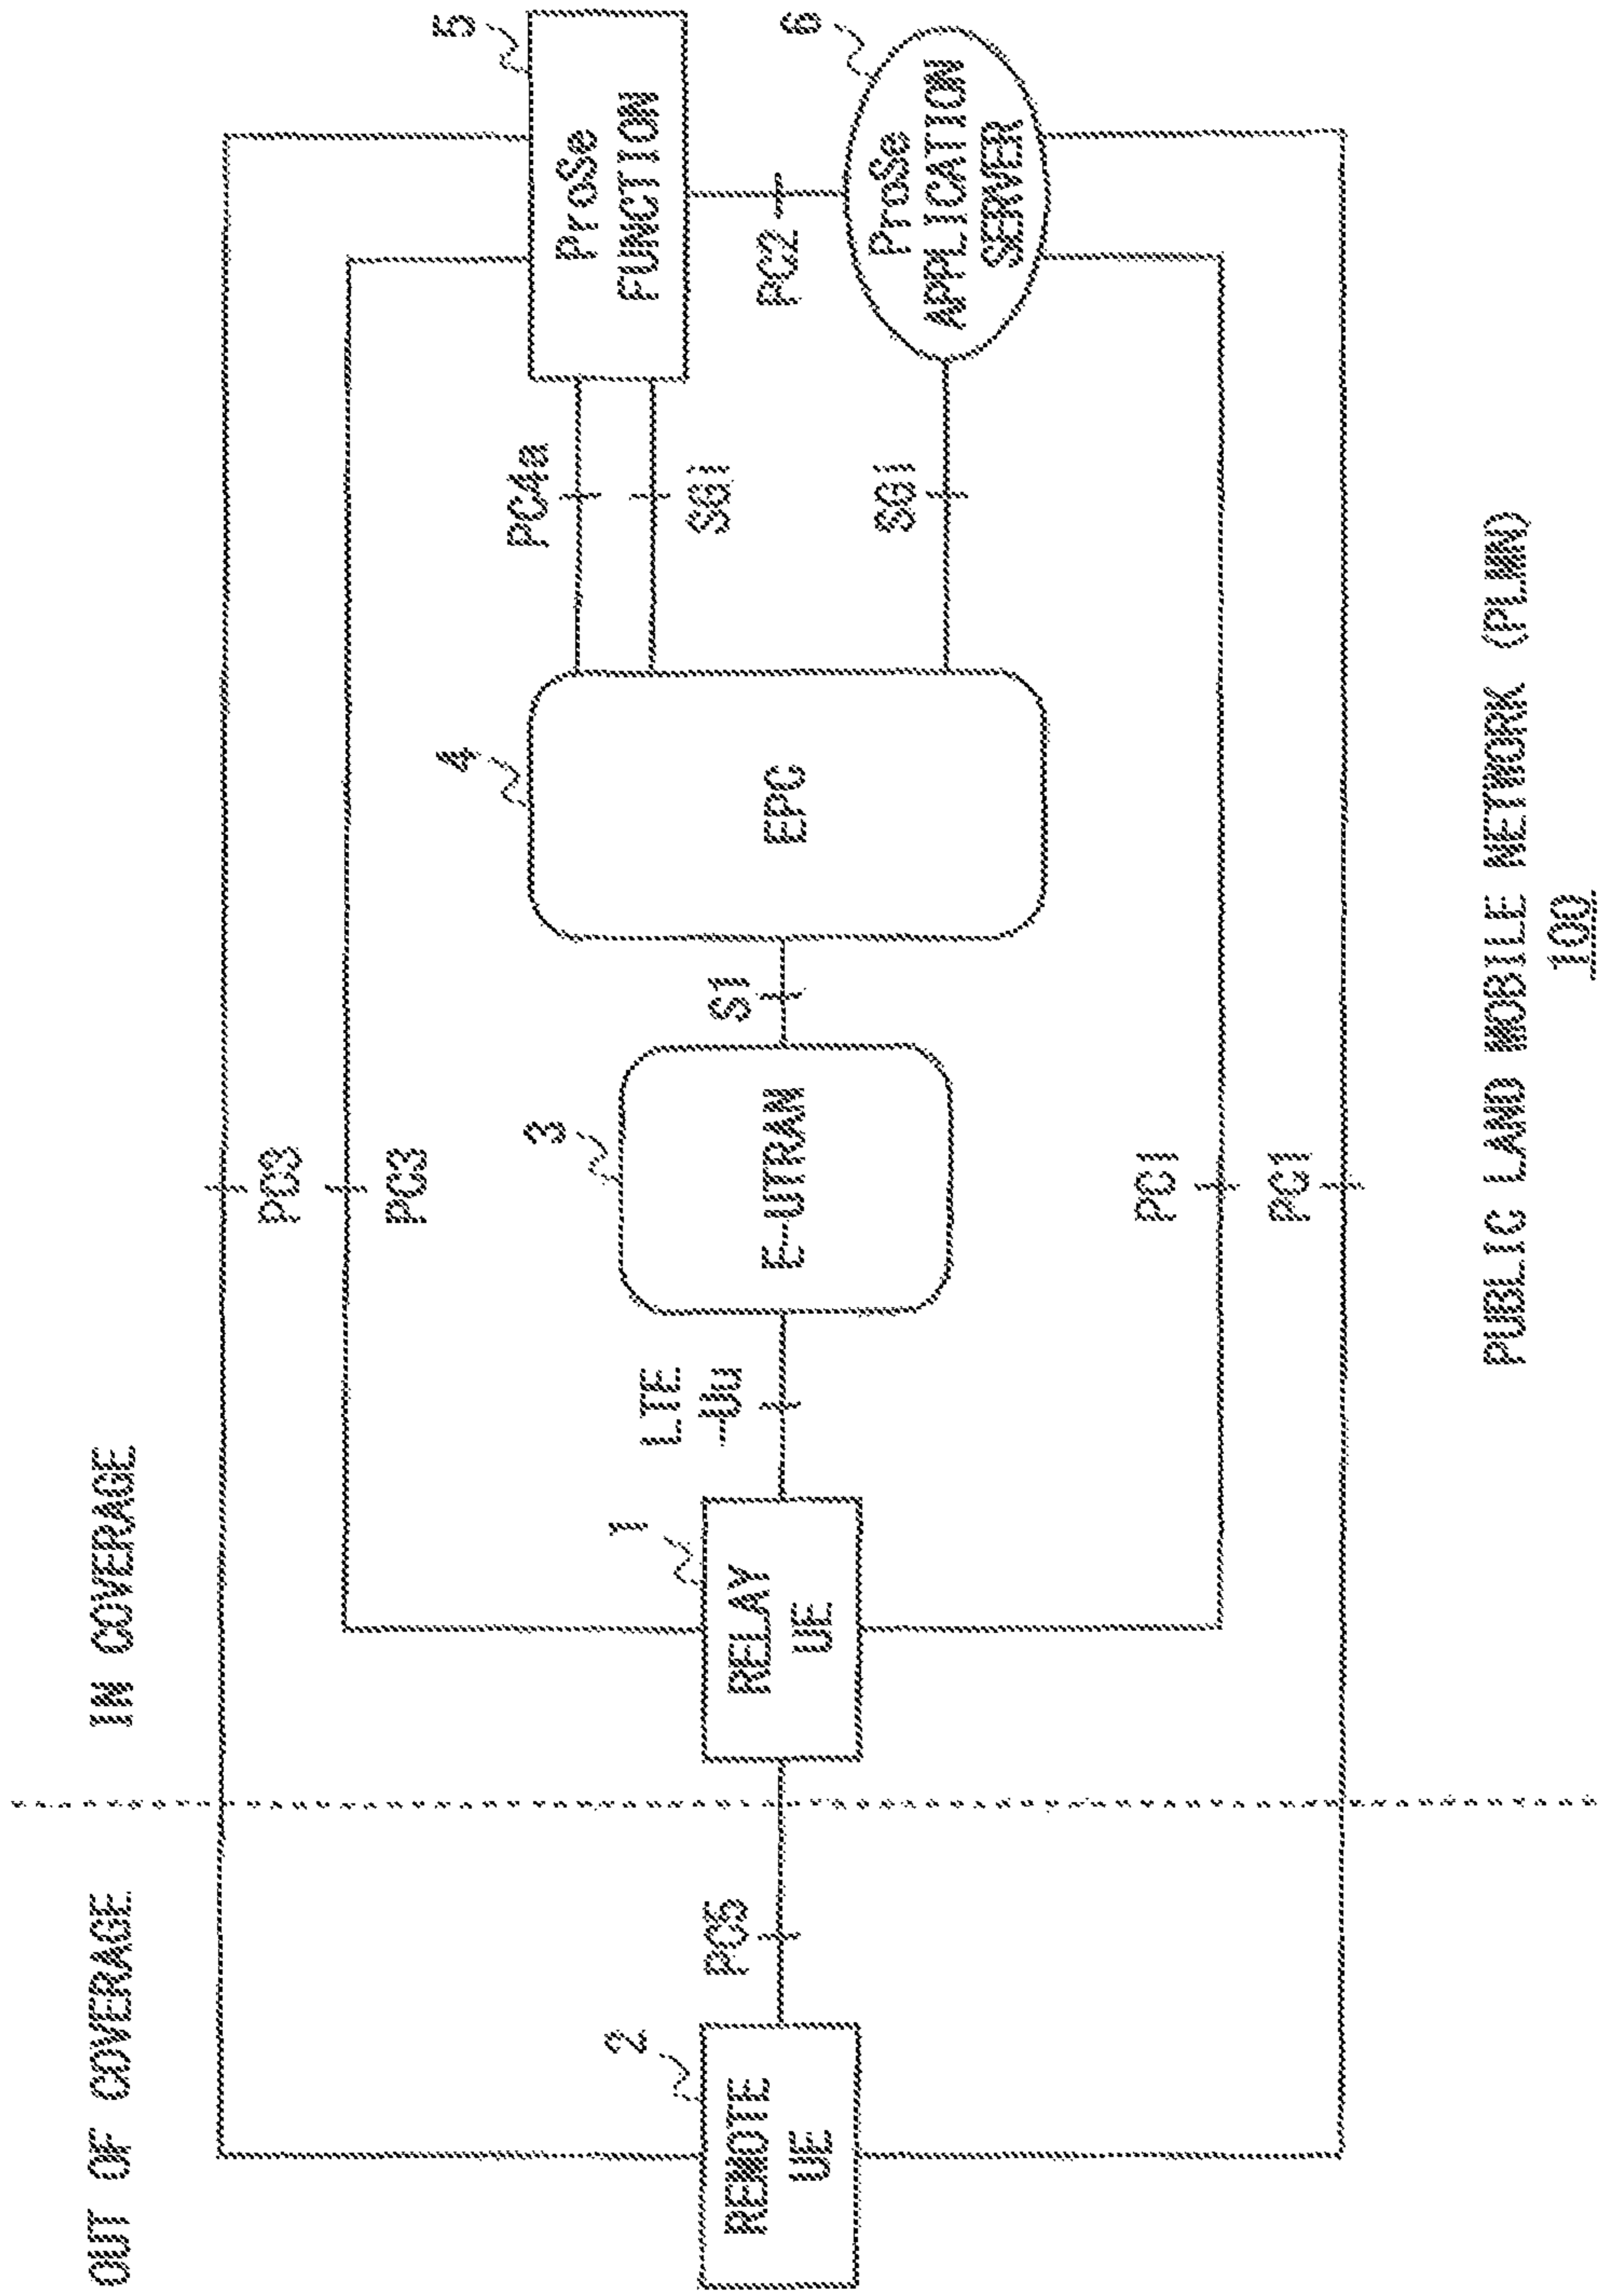 OUT OF COVERAGE
IN COVERAGE
PC3
PC3
5
ProSe
FUNCTION
4
PC4a
SGi
3
LTE
-Uu
S1
1
2
REMOTE
UE
PC5
RELAY
UE
E-UTRAN
EPC
PC2
6
ProSe
APPLICATION
SERVER
SGi
PC1
PC1
PUBLIC LAND MOBILE NETWORK (PLMN)
100